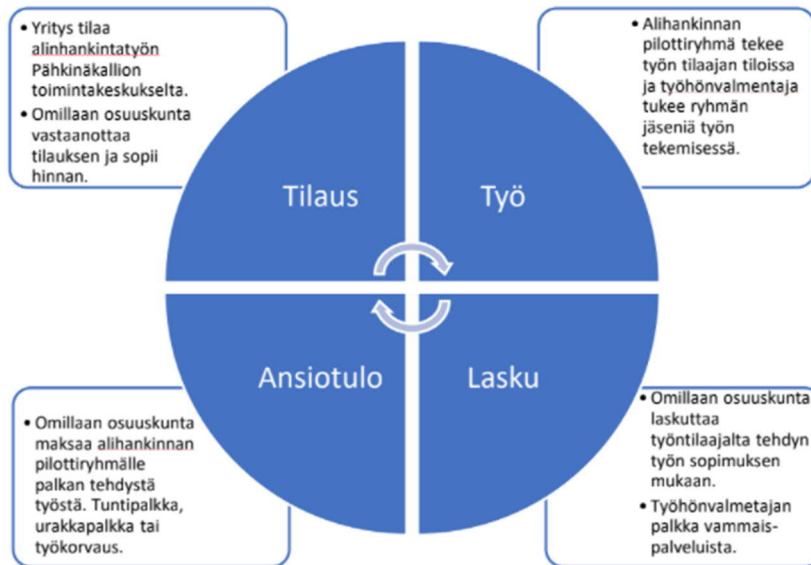 • Yritys tilaa
alinhankintatyön
Pähkinäkallion
toimintakeskukselta.
• Omillaan osuuskunta
vastaanottaa
tilauksen ja sopii
hinnan.
Tilaus
Työ
• Alihankinnan
pilottiryhmä tekee
työn tilaajan tiloissa
ja työhönvalmentaja
tukee ryhmän
jäseniä työn
tekemisessä.
Ansiotulo
Lasku
• Omillaan osuuskunta
maksaa alihankinnan
pilottiryhmälle
palkan tehdystä
työstä. Tuntipalkka,
urakkapalkka tai
työkorvaus.
• Omillaan osuuskunta
laskuttaa
työntilaajalta tehdyn
työn sopimuksen
mukaan.
• Työhönvalmetajan
palkka vammais-
palveluista.